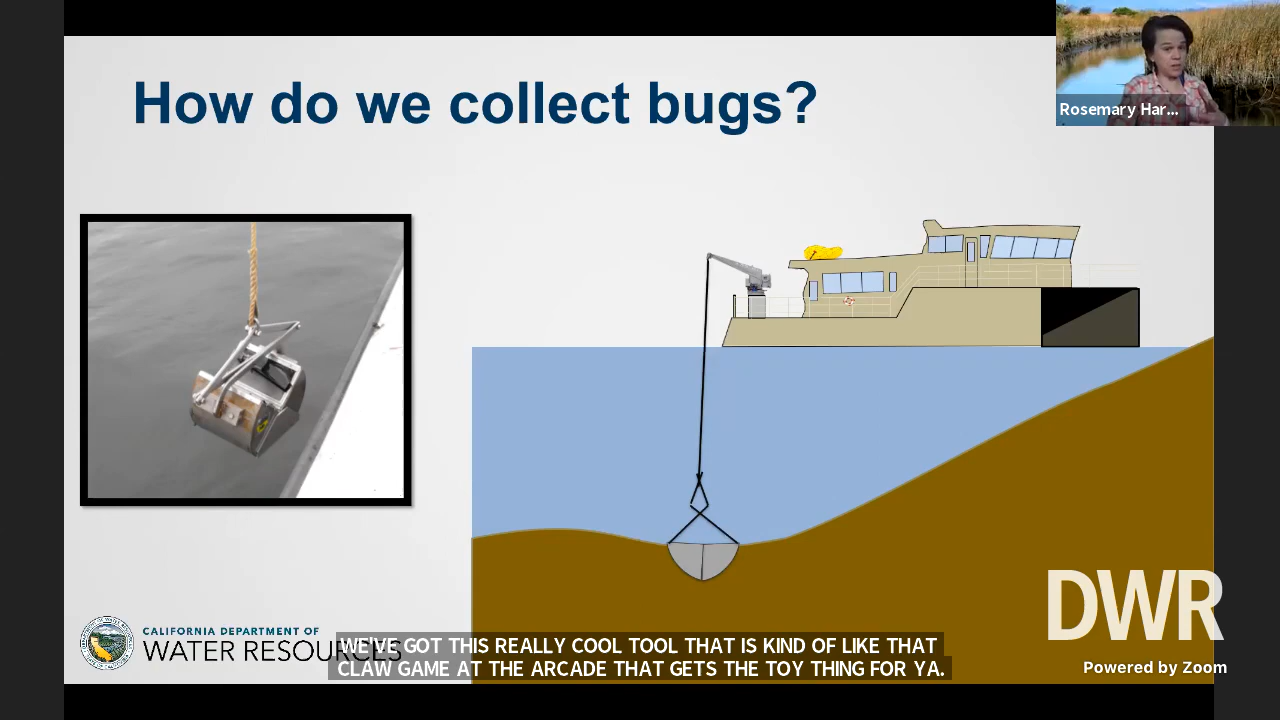 How do we collect bugs?
Rosemary Har...
CALIFORNIA DEPARTMENT OF
WATER RESOURCES
WE'VE GOT THIS REALLY COOL TOOL THAT IS KIND OF LIKE THAT
CLAW GAME AT THE ARCADE THAT GETS THE TOY THING FOR YA.
DWR
Powered by Zoom